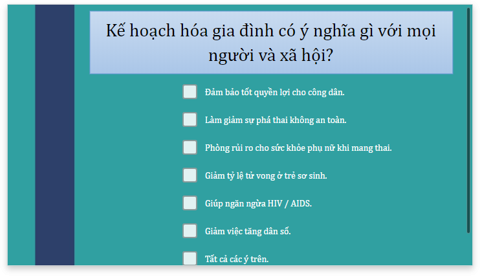 Kế hoạch hóa gia đình có ý nghĩa gì với mọi
người và xã hội?
Đảm bảo tốt quyền lợi cho công dân.
Làm giảm sự phá thai không an toàn.
Phòng rủi ro cho sức khỏe phụ nữ khi mang thai.
Giảm tỷ lệ tử vong ở trẻ sơ sinh.
Giúp ngăn ngừa HIV / AIDS.
Giảm việc tăng dân số.
Tất cả các ý trên.